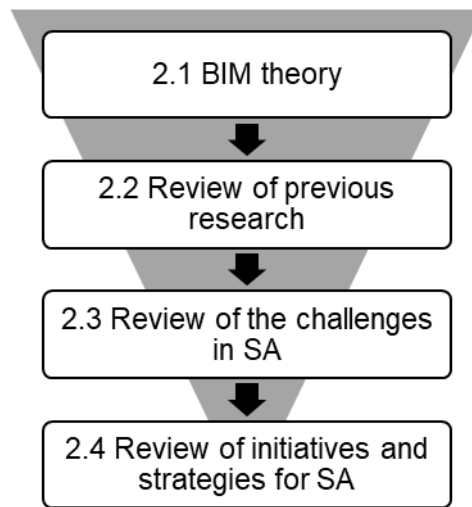 2.1 BIM theory
2.2 Review of previous
research
2.3 Review of the challenges
in SA
2.4 Review of initiatives and
strategies for SA